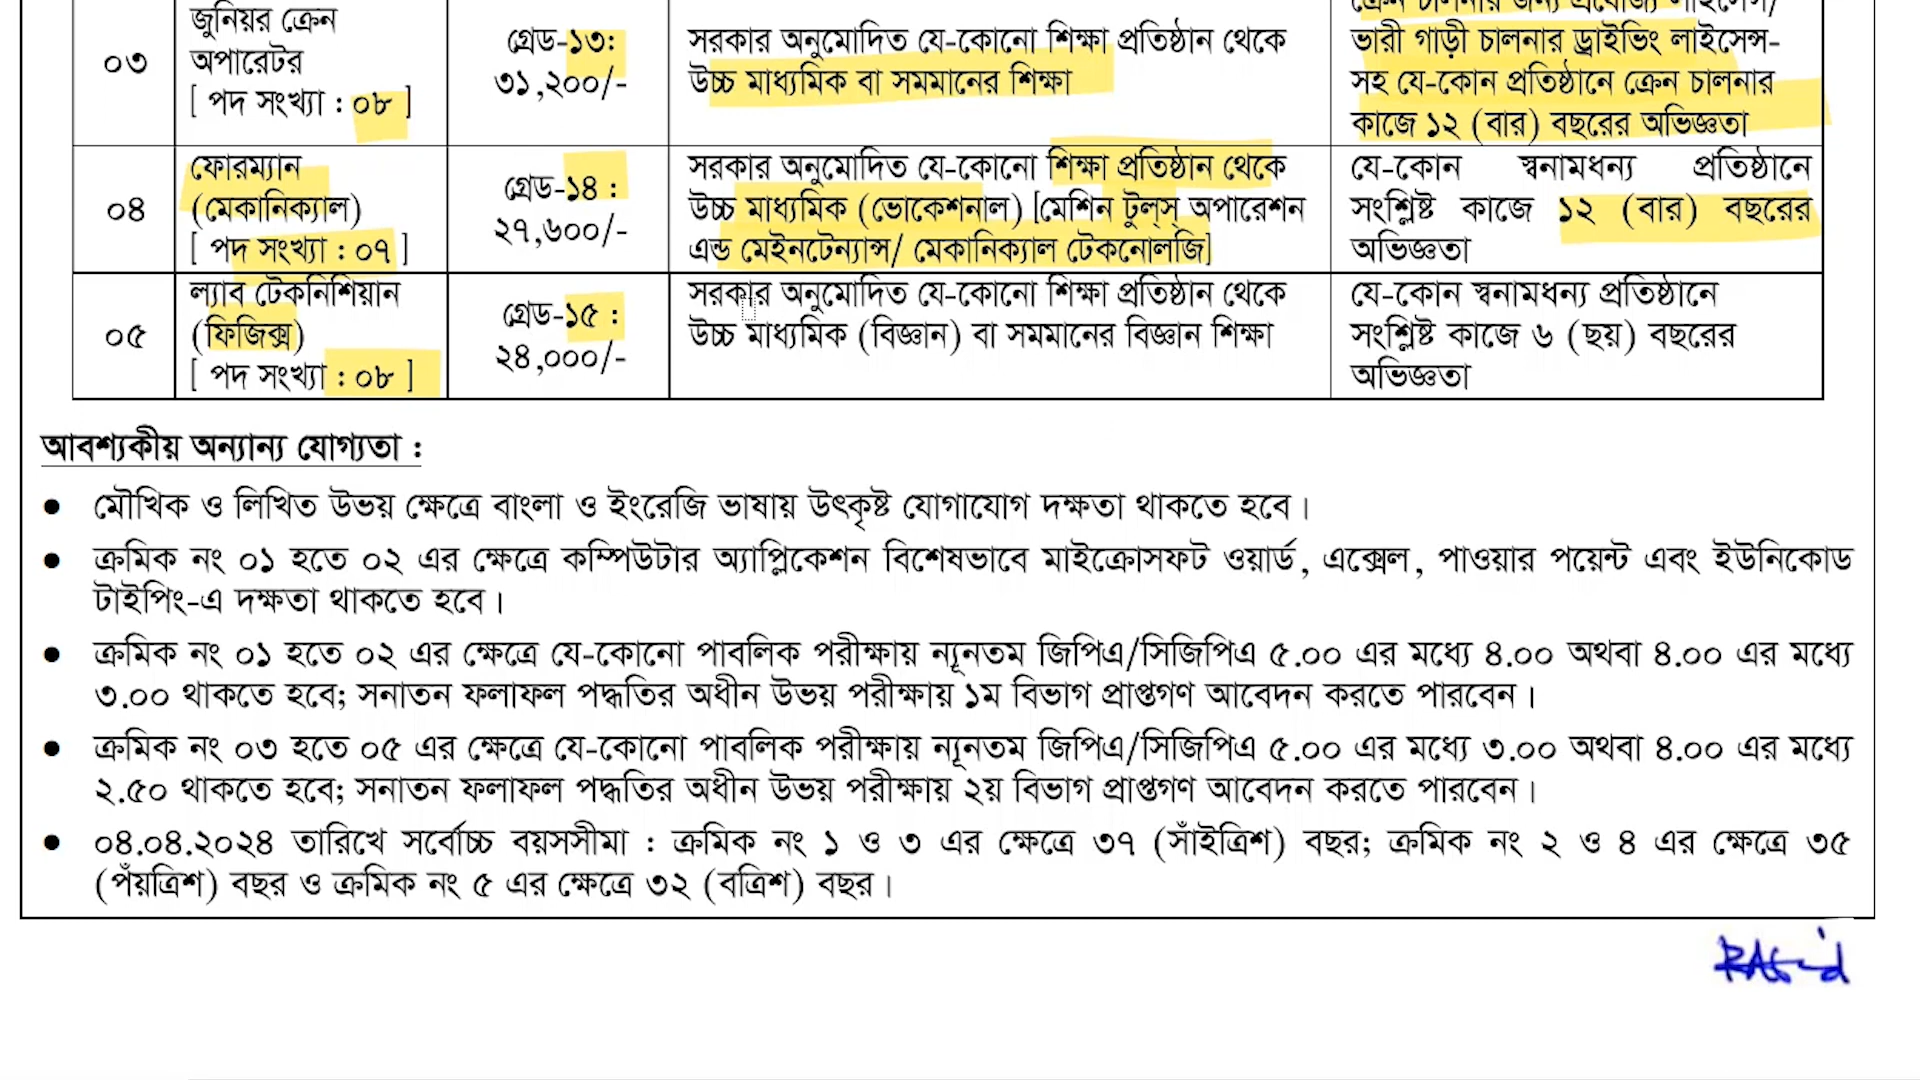 জুনিয়র ক্রেন
অপারেটর
[ পদ সংখ্যা : ০৮ ]
০৩
গ্রেড-১৩:
৩১,২০০/-
সরকার অনুমোদিত যে-কোনো শিক্ষা প্রতিষ্ঠান থেকে
উচ্চ মাধ্যমিক বা সমমানের শিক্ষা
ক্রেন চালনার জন্য প্রযোজ্য লাইসেন্স/
ভারী গাড়ী চালনার ড্রাইভিং লাইসেন্স-
সহ যে-কোন প্রতিষ্ঠানে ক্রেন চালনার
কাজে ১২ (বার) বছরের অভিজ্ঞতা
০৪
ফোরম্যান
(মেকানিক্যাল)
[ পদ সংখ্যা : ০৭ ]
গ্রেড-১৪ :
২৭,৬০০/-
সরকার অনুমোদিত যে-কোনো শিক্ষা প্রতিষ্ঠান থেকে
উচ্চ মাধ্যমিক (ভোকেশনাল) [মেশিন টুল্স্ অপারেশন
এন্ড মেইনটেন্যান্স/ মেকানিক্যাল টেকনোলজি]
যে-কোন স্বনামধন্য প্রতিষ্ঠানে
সংশ্লিষ্ট কাজে ১২ (বার) বছরের
অভিজ্ঞতা
০৫
ল্যাব টেকনিশিয়ান
(ফিজিক্স)
[ পদ সংখ্যা : ০৮ ]
গ্রেড-১৫ :
২৪,০০০/-
সরকার অনুমোদিত যে-কোনো শিক্ষা প্রতিষ্ঠান থেকে
উচ্চ মাধ্যমিক (বিজ্ঞান) বা সমমানের বিজ্ঞান শিক্ষা
যে-কোন স্বনামধন্য প্রতিষ্ঠানে
সংশ্লিষ্ট কাজে ৬ (ছয়) বছরের
অভিজ্ঞতা
আবশ্যকীয় অন্যান্য যোগ্যতা :
● মৌখিক ও লিখিত উভয় ক্ষেত্রে বাংলা ও ইংরেজি ভাষায় উৎকৃষ্ট যোগাযোগ দক্ষতা থাকতে হবে।
● ক্রমিক নং ০১ হতে ০২ এর ক্ষেত্রে কম্পিউটার অ্যাপ্লিকেশন বিশেষভাবে মাইক্রোসফট ওয়ার্ড, এক্সেল, পাওয়ার পয়েন্ট এবং ইউনিকোড
টাইপিং-এ দক্ষতা থাকতে হবে।
● ক্রমিক নং ০১ হতে ০২ এর ক্ষেত্রে যে-কোনো পাবলিক পরীক্ষায় ন্যূনতম জিপিএ/সিজিপিএ ৫.০০ এর মধ্যে ৪.০০ অথবা ৪.০০ এর মধ্যে
৩.০০ থাকতে হবে; সনাতন ফলাফল পদ্ধতির অধীন উভয় পরীক্ষায় ১ম বিভাগ প্রাপ্তগণ আবেদন করতে পারবেন।
● ক্রমিক নং ০৩ হতে ০৫ এর ক্ষেত্রে যে-কোনো পাবলিক পরীক্ষায় ন্যূনতম জিপিএ/সিজিপিএ ৫.০০ এর মধ্যে ৩.০০ অথবা ৪.০০ এর মধ্যে
২.৫০ থাকতে হবে; সনাতন ফলাফল পদ্ধতির অধীন উভয় পরীক্ষায় ২য় বিভাগ প্রাপ্তগণ আবেদন করতে পারবেন।
● ০৪.০৪.২০২৪ তারিখে সর্বোচ্চ বয়সসীমা : ক্রমিক নং ১ ও ৩ এর ক্ষেত্রে ৩৭ (সাঁইত্রিশ) বছর; ক্রমিক নং ২ ও ৪ এর ক্ষেত্রে ৩৫
(পঁয়ত্রিশ) বছর ও ক্রমিক নং ৫ এর ক্ষেত্রে ৩২ (বত্রিশ) বছর।